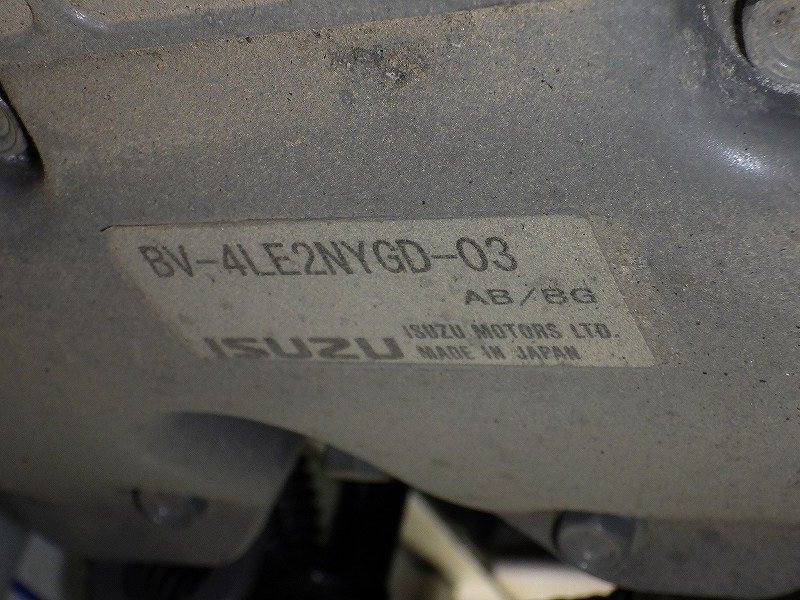 BV-4LE2NYGD-03
AB/BG
ISUZU ISUZU MOTORS LTD.
MADE IN JAPAN